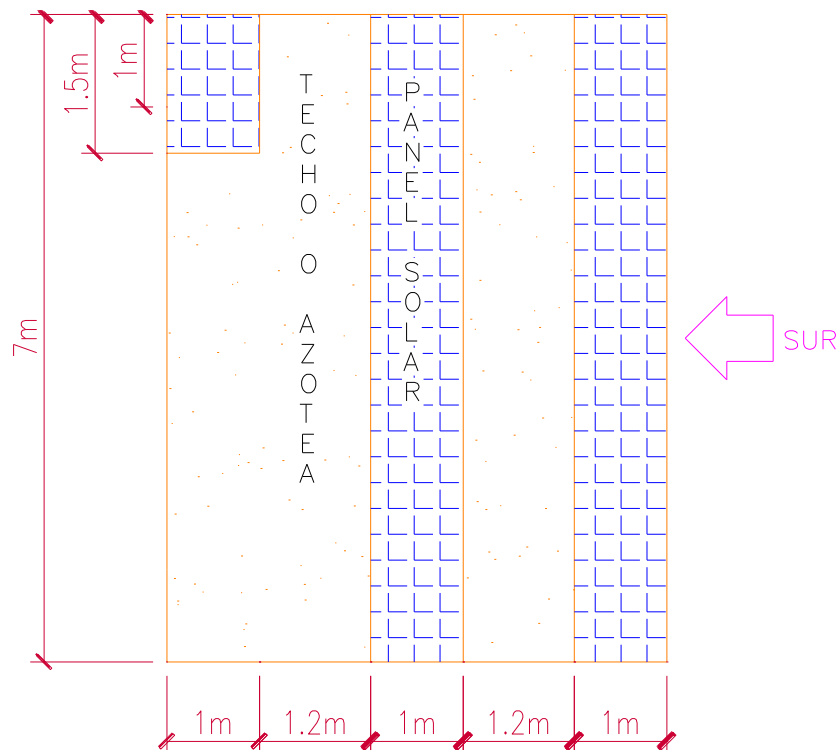 1m
1.5m
7m
TECHO O AZOTEA
PANEL SOLAR
SUR
1m
1.2m
1m
1.2m
1m